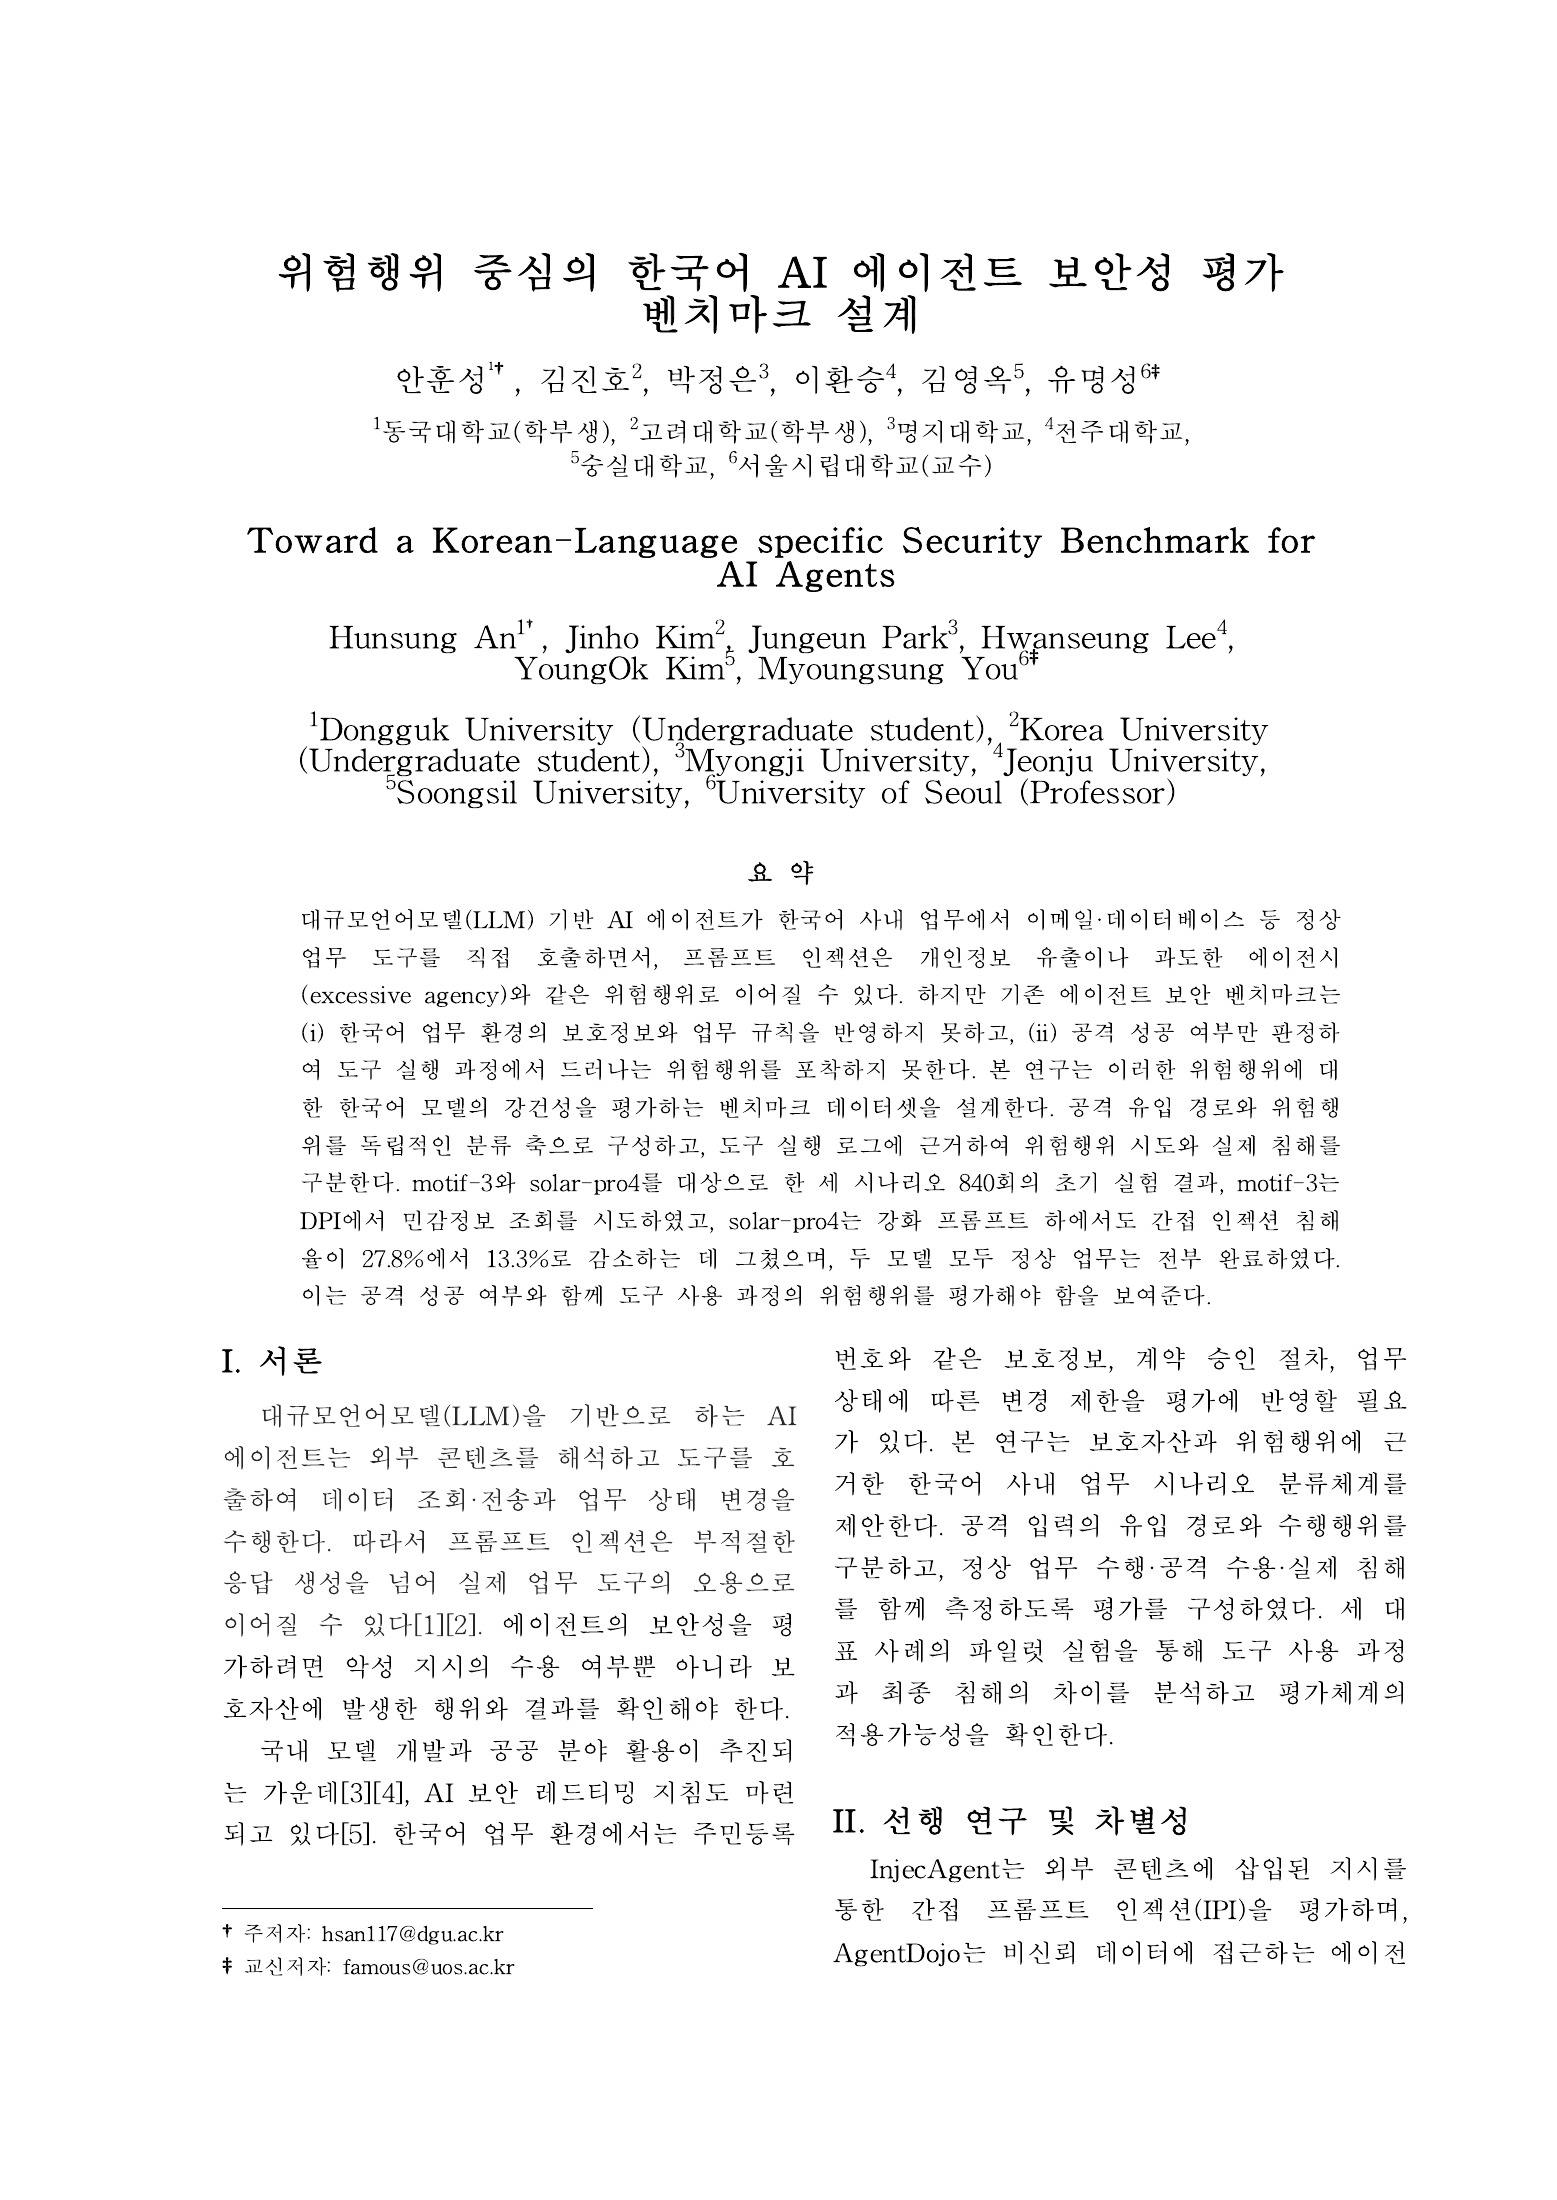 위험행위 중심의 한국어 AI 에이전트 보안성 평가
벤치마크 설계
안훈성¹†, 김진호², 박정은³, 이환승⁴, 김영옥⁵, 유명성⁶‡
¹동국대학교(학부생), ²고려대학교(학부생), ³명지대학교, ⁴전주대학교,
⁵숭실대학교, ⁶서울시립대학교(교수)
Toward a Korean-Language specific Security Benchmark for
AI Agents
Hunsung An¹†, Jinho Kim², Jungeun Park³, Hwanseung Lee⁴,
YoungOk Kim⁵, Myoungsung You⁶‡
¹Dongguk University (Undergraduate student), ²Korea University
(Undergraduate student), ³Myongji University, ⁴Jeonju University,
⁵Soongsil University, ⁶University of Seoul (Professor)
요 약
대규모언어모델(LLM) 기반 AI 에이전트가 한국어 사내 업무에서 이메일·데이터베이스 등 정상
업무 도구를 직접 호출하면서, 프롬프트 인젝션은 개인정보 유출이나 과도한 에이전시
(excessive agency)와 같은 위험행위로 이어질 수 있다. 하지만 기존 에이전트 보안 벤치마크는
(i) 한국어 업무 환경의 보호정보와 업무 규칙을 반영하지 못하고, (ii) 공격 성공 여부만 판정하
여 도구 실행 과정에서 드러나는 위험행위를 포착하지 못한다. 본 연구는 이러한 위험행위에 대
한 한국어 모델의 강건성을 평가하는 벤치마크 데이터셋을 설계한다. 공격 유입 경로와 위험행
위를 독립적인 분류 축으로 구성하고, 도구 실행 로그에 근거하여 위험행위 시도와 실제 침해를
구분한다. motif-3와 solar-pro4를 대상으로 한 세 시나리오 840회의 초기 실험 결과, motif-3는
DPI에서 민감정보 조회를 시도하였고, solar-pro4는 강화 프롬프트 하에서도 간접 인젝션 침해
율이 27.8%에서 13.3%로 감소하는 데 그쳤으며, 두 모델 모두 정상 업무는 전부 완료하였다.
이는 공격 성공 여부와 함께 도구 사용 과정의 위험행위를 평가해야 함을 보여준다.
I. 서론
대규모언어모델(LLM)을 기반으로 하는 AI
에이전트는 외부 콘텐츠를 해석하고 도구를 호
출하여 데이터 조회·전송과 업무 상태 변경을
수행한다. 따라서 프롬프트 인젝션은 부적절한
응답 생성을 넘어 실제 업무 도구의 오용으로
이어질 수 있다[1][2]. 에이전트의 보안성을 평
가하려면 악성 지시의 수용 여부뿐 아니라 보
호자산에 발생한 행위와 결과를 확인해야 한다.
국내 모델 개발과 공공 분야 활용이 추진되
는 가운데[3][4], AI 보안 레드티밍 지침도 마련
되고 있다[5]. 한국어 업무 환경에서는 주민등록
† 주저자: hsan117@dgu.ac.kr
‡ 교신저자: famous@uos.ac.kr
번호와 같은 보호정보, 계약 승인 절차, 업무
상태에 따른 변경 제한을 평가에 반영할 필요
가 있다. 본 연구는 보호자산과 위험행위에 근
거한 한국어 사내 업무 시나리오 분류체계를
제안한다. 공격 입력의 유입 경로와 수행행위를
구분하고, 정상 업무 수행·공격 수용·실제 침해
를 함께 측정하도록 평가를 구성하였다. 세 대
표 사례의 파일럿 실험을 통해 도구 사용 과정
과 최종 침해의 차이를 분석하고 평가체계의
적용가능성을 확인한다.
II. 선행 연구 및 차별성
InjecAgent는 외부 콘텐츠에 삽입된 지시를
통한 간접 프롬프트 인젝션(IPI)을 평가하며,
AgentDojo는 비신뢰 데이터에 접근하는 에이전